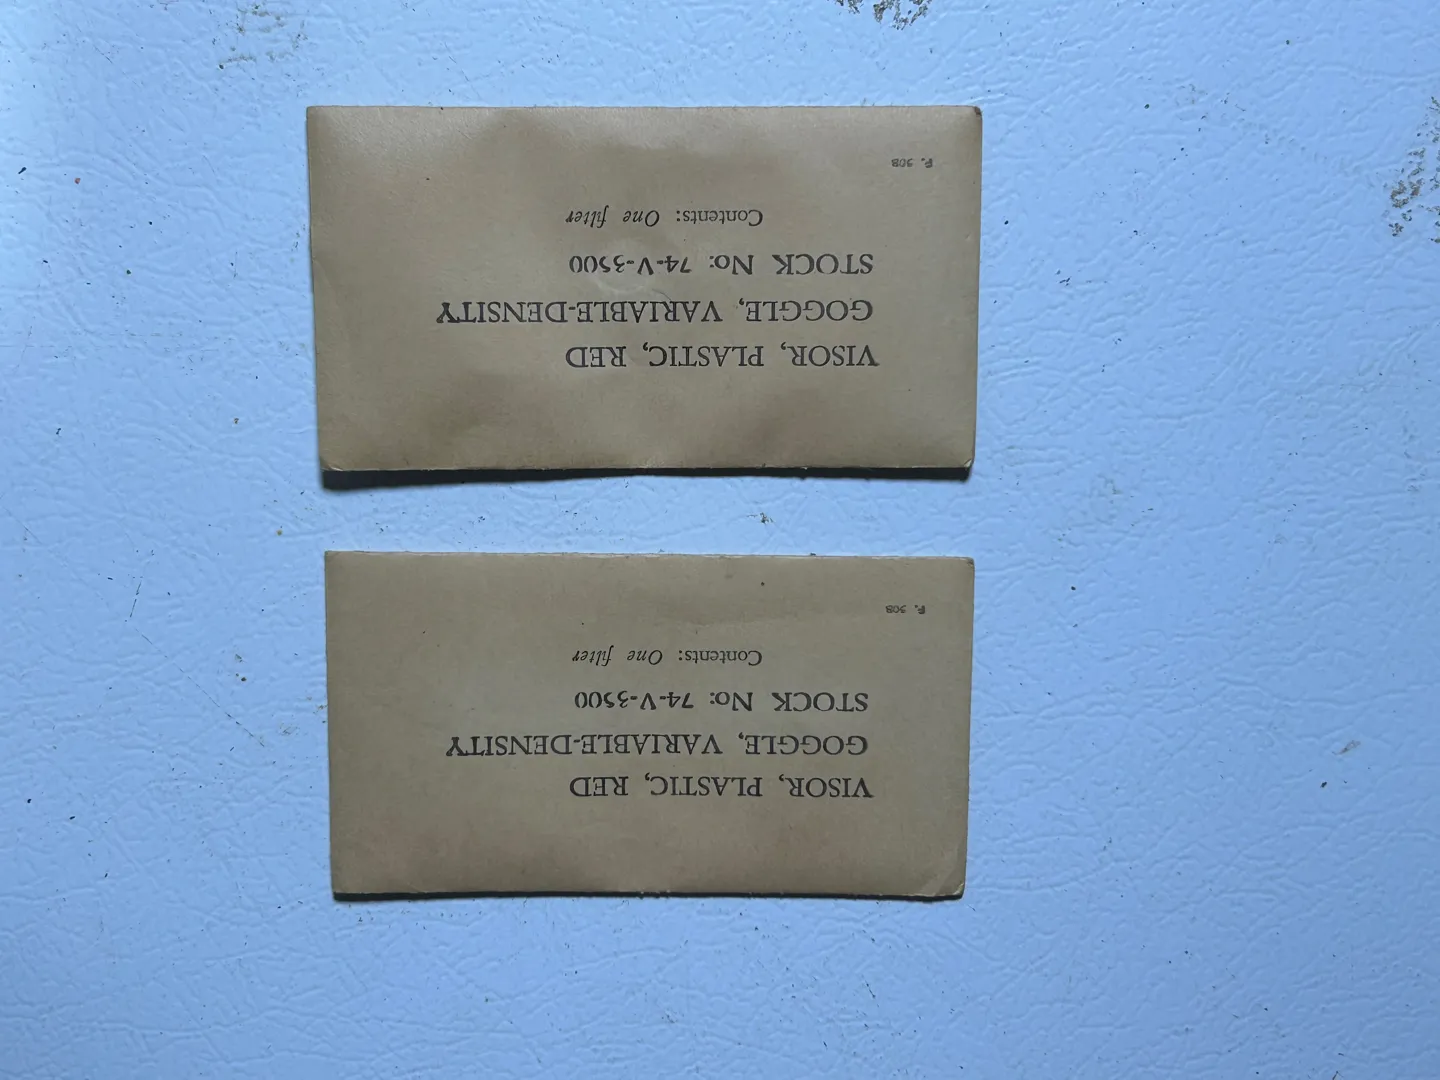 VISOR, PLASTIC, RED
GOGGLE, VARIABLE-DENSITY
STOCK No: 74-V-3500
Contents: One filter
F. 308
VISOR, PLASTIC, RED
GOGGLE, VARIABLE-DENSITY
STOCK No: 74-V-3500
Contents: One filter
F. 308